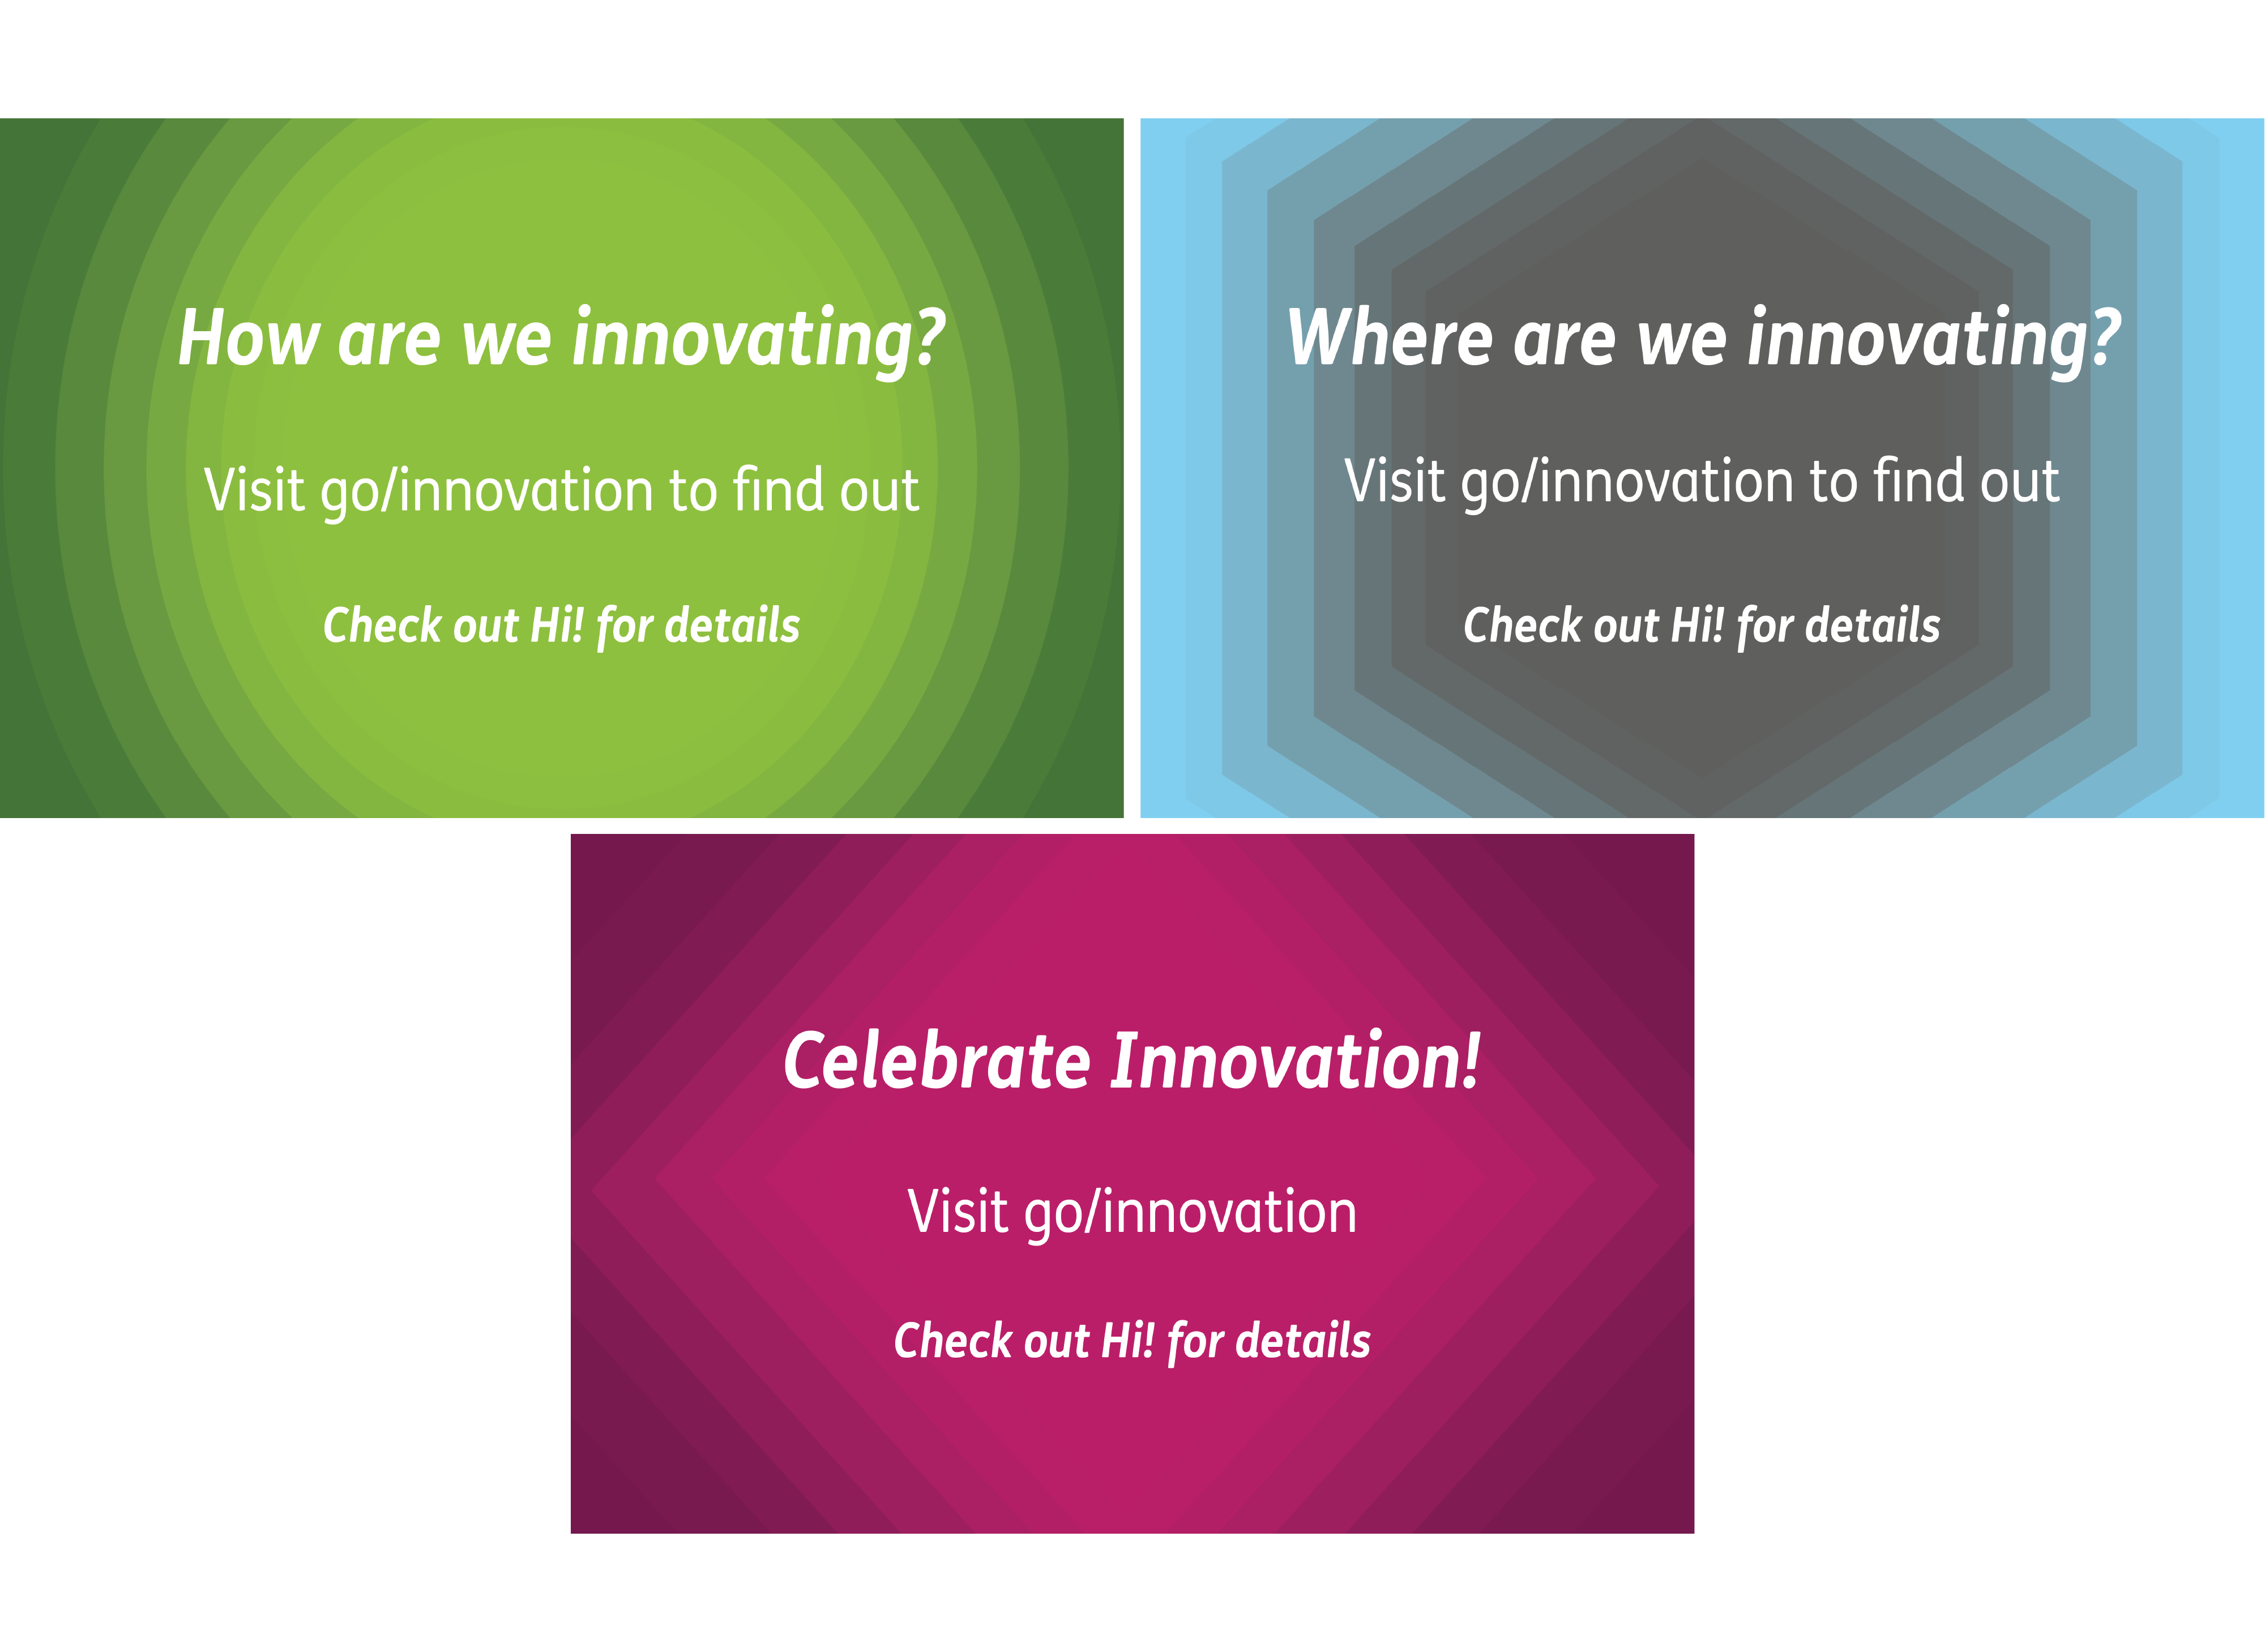 How are we innovating?
Visit go/innovation to find out
Check out Hi! for details
Where are we innovating?
Visit go/innovation to find out
Check out Hi! for details
Celebrate Innovation!
Visit go/innovation
Check out Hi! for details